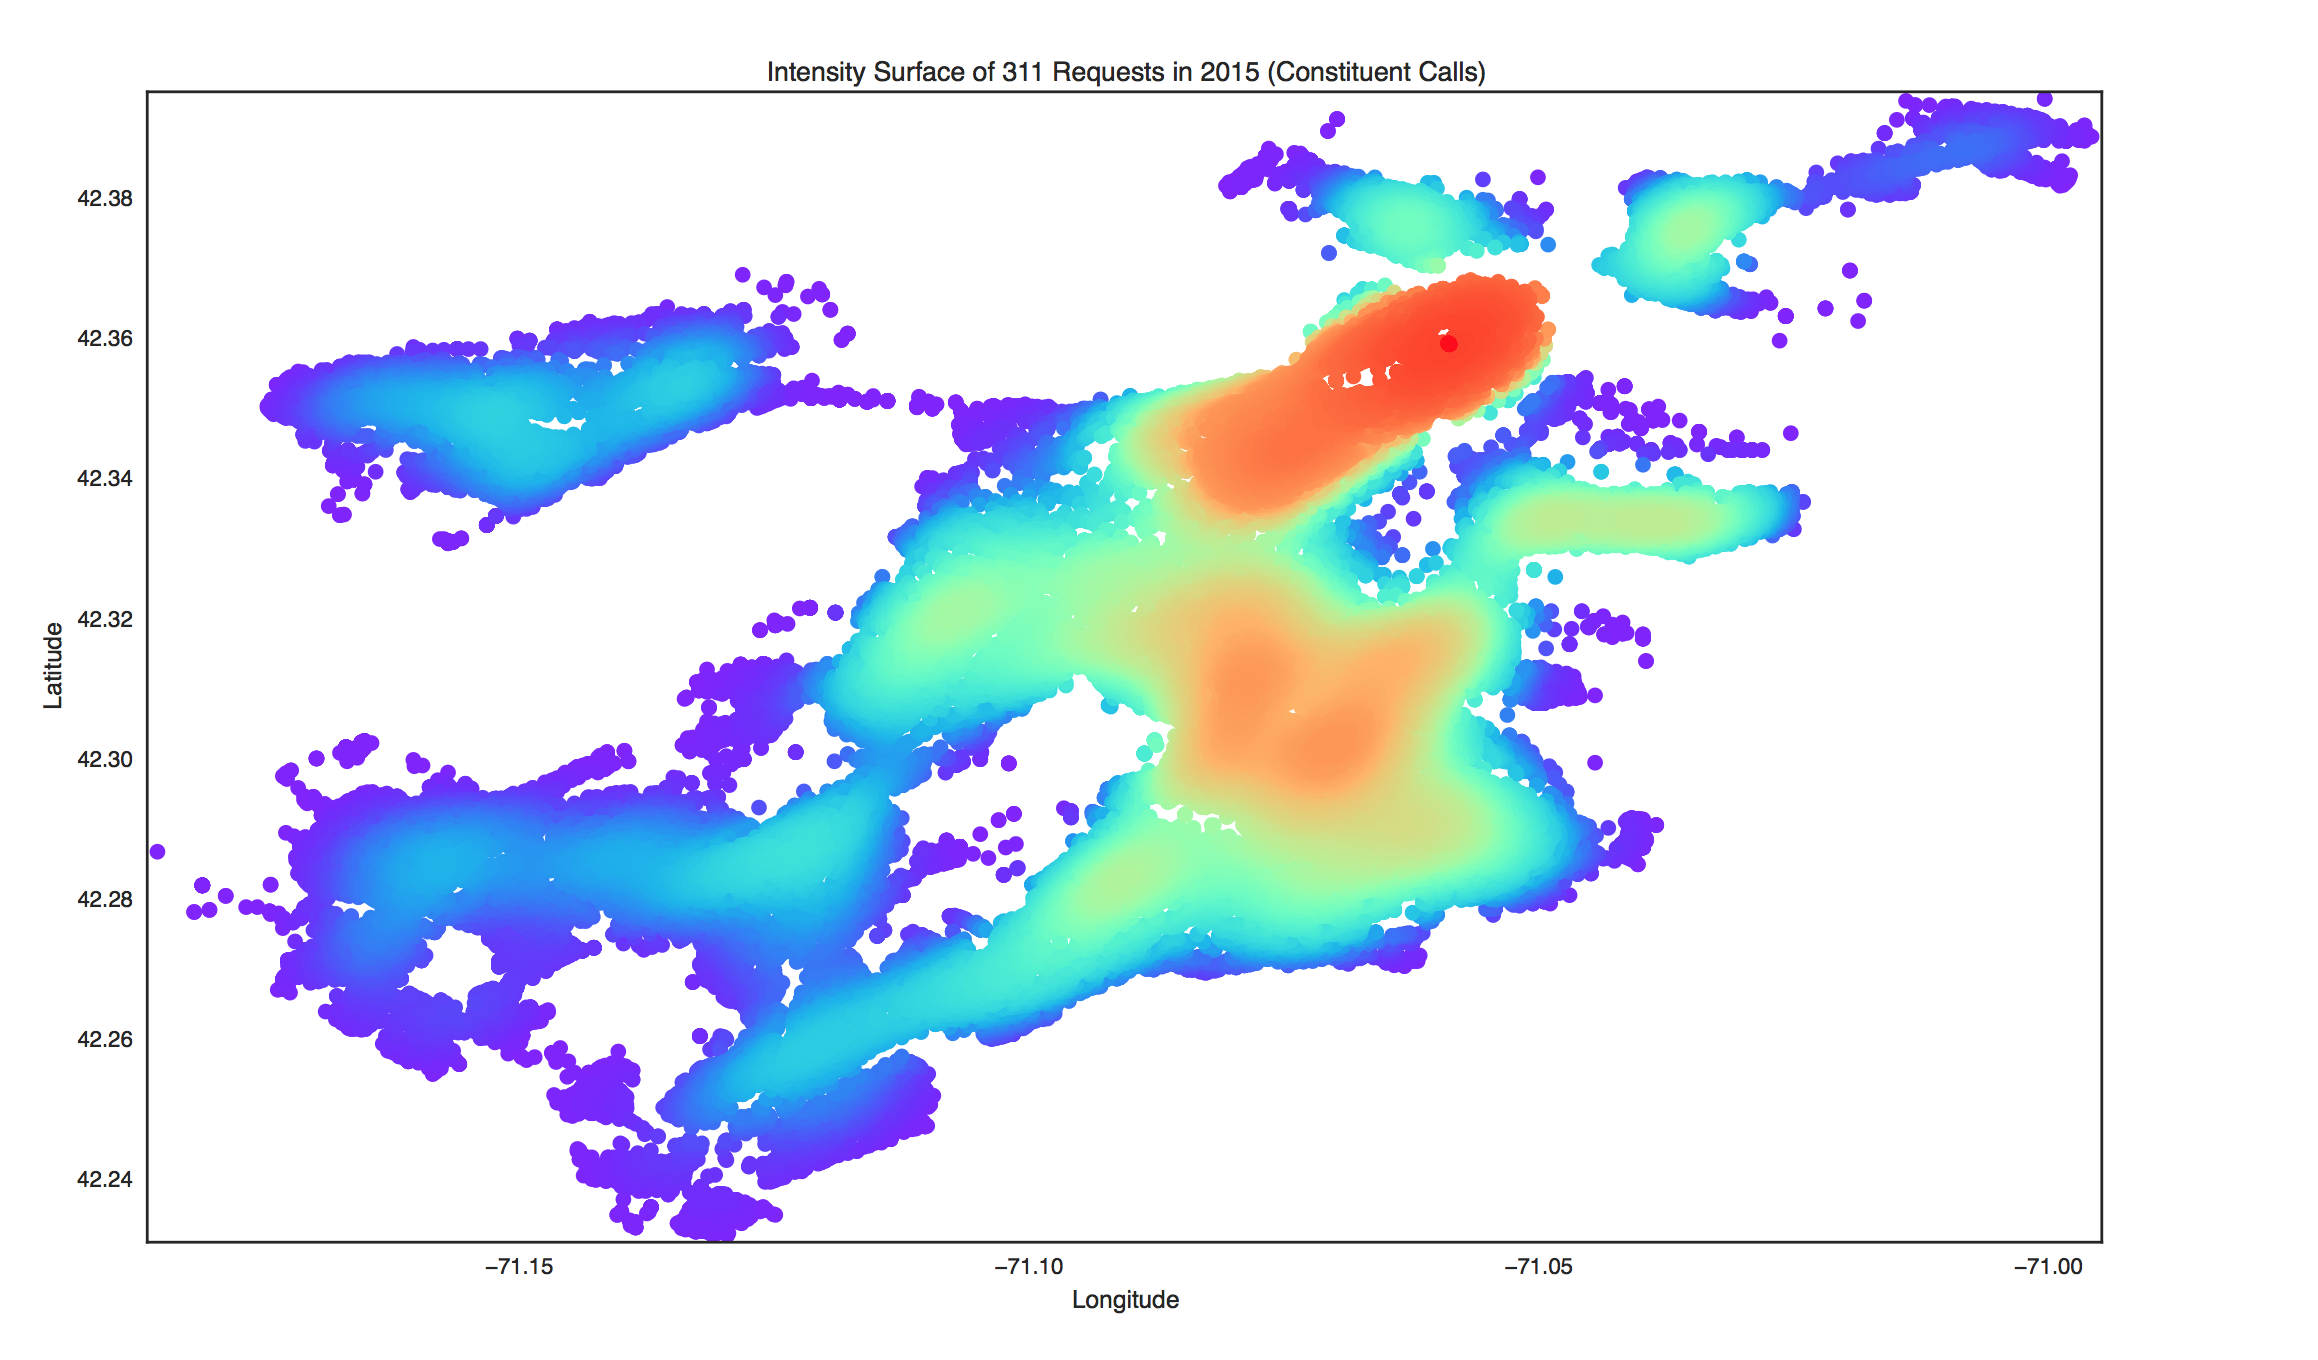 Intensity Surface of 311 Requests in 2015 (Constituent Calls)
42.38
42.36
42.34
42.32
42.30
42.28
42.26
42.24
Latitude
−71.15 −71.10 −71.05 −71.00
Longitude